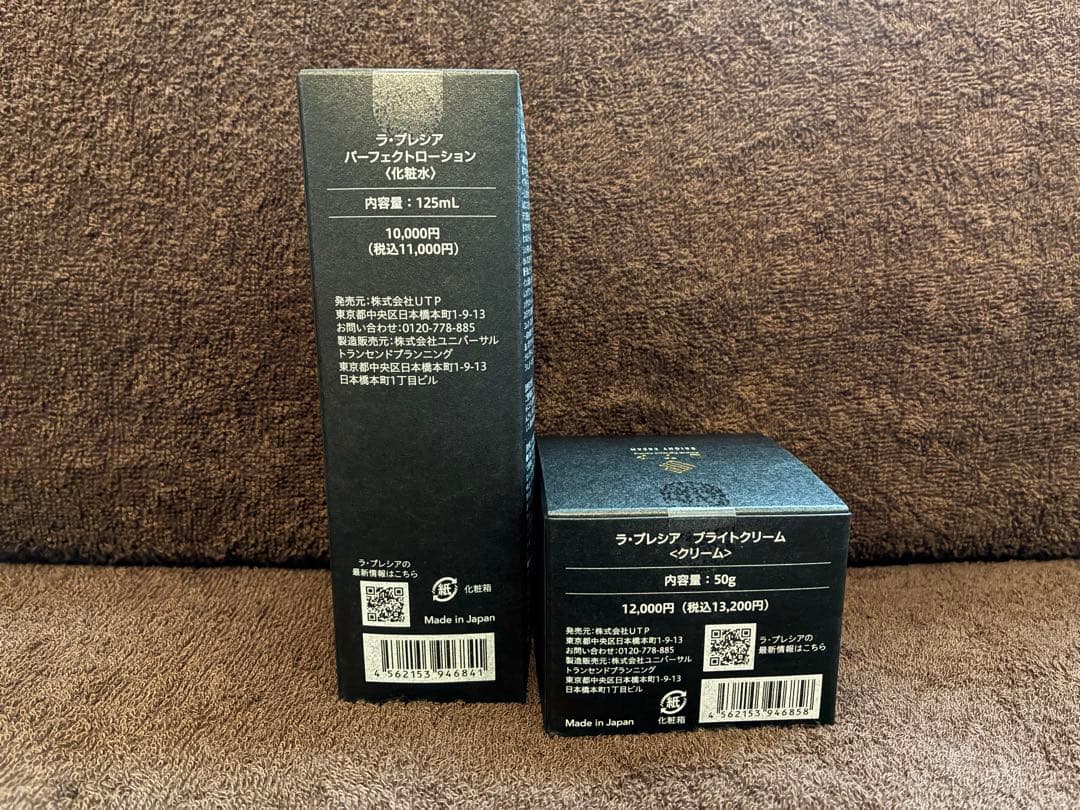 ラ・プレシア
パーフェクトローション
〈化粧水〉
内容量：125mL
10,000円
（税込11,000円）
発売元：株式会社UTP
東京都中央区日本橋本町1-9-13
お問い合わせ：0120-778-885
製造販売元：株式会社ユニバーサル
トランセンドプランニング
東京都中央区日本橋本町1-9-13
日本橋本町1丁目ビル
ラ・プレシアの
最新情報はこちら
紙
化粧箱
Made in Japan
4 562153 946841
BRIGHT CREAM
ラ・プレシア　ブライトクリーム
<クリーム>
内容量：50g
12,000円（税込13,200円）
発売元：株式会社UTP
東京都中央区日本橋本町1-9-13
お問い合わせ：0120-778-885
製造販売元：株式会社ユニバーサル
トランセンドプランニング
東京都中央区日本橋本町1-9-13
日本橋本町1丁目ビル
ラ・プレシアの
最新情報はこちら
Made in Japan
紙
化粧箱
4 562153 946858